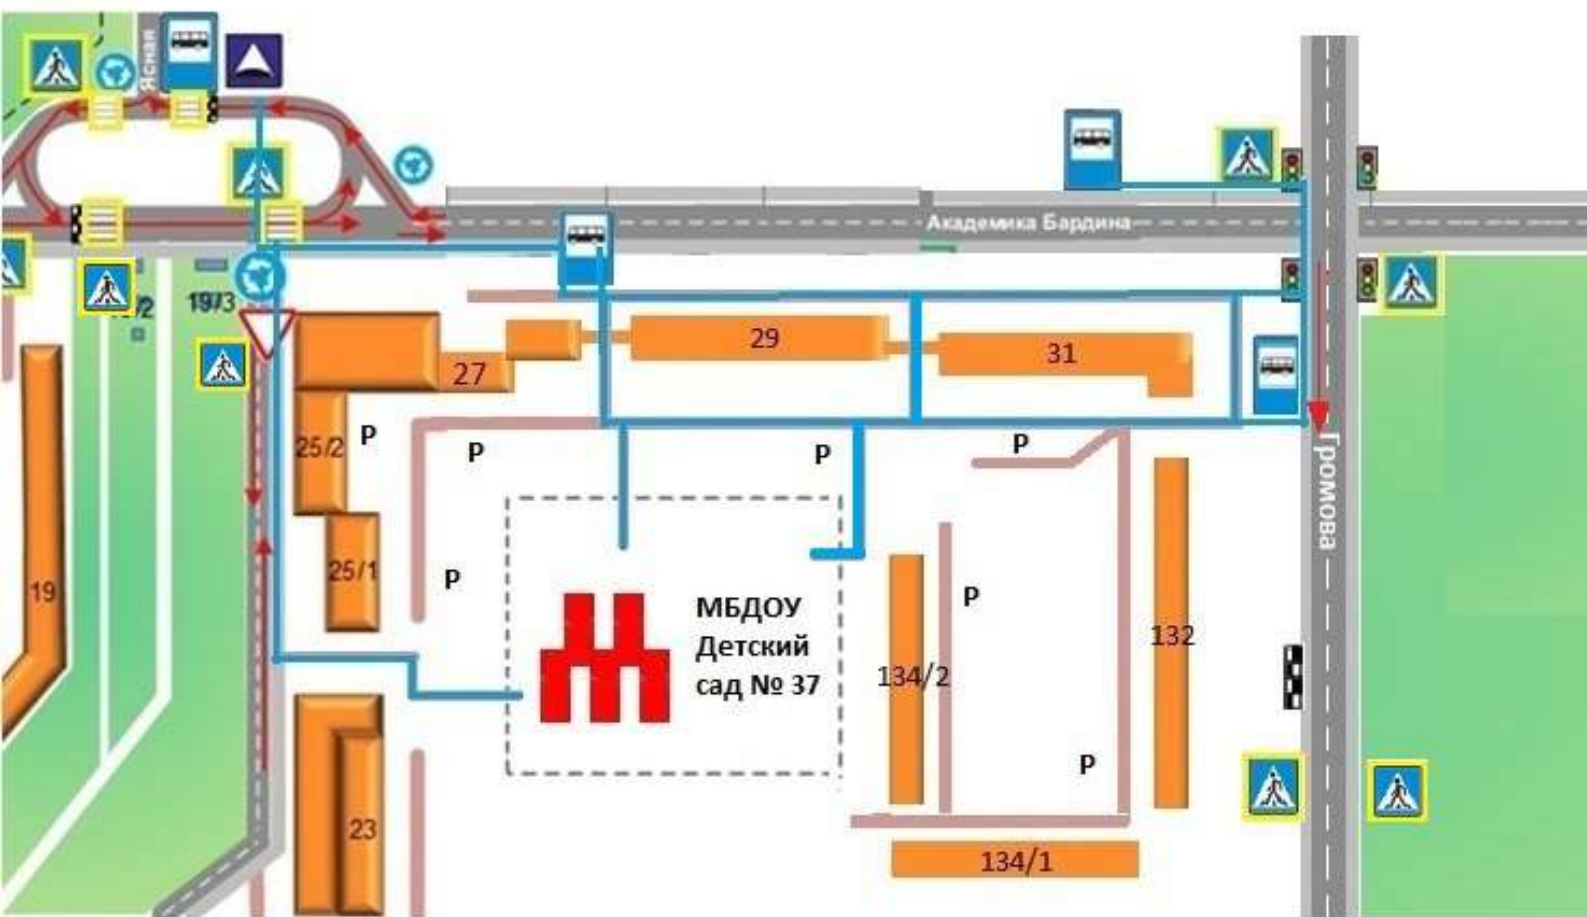 Ясная
Академика Бардина
19/3
29
31
27
Р
25/2
Р
Р
Р
Громова
25/1
Р
19
МБДОУ
Детский
сад № 37
Р
132
134/2
Р
23
134/1